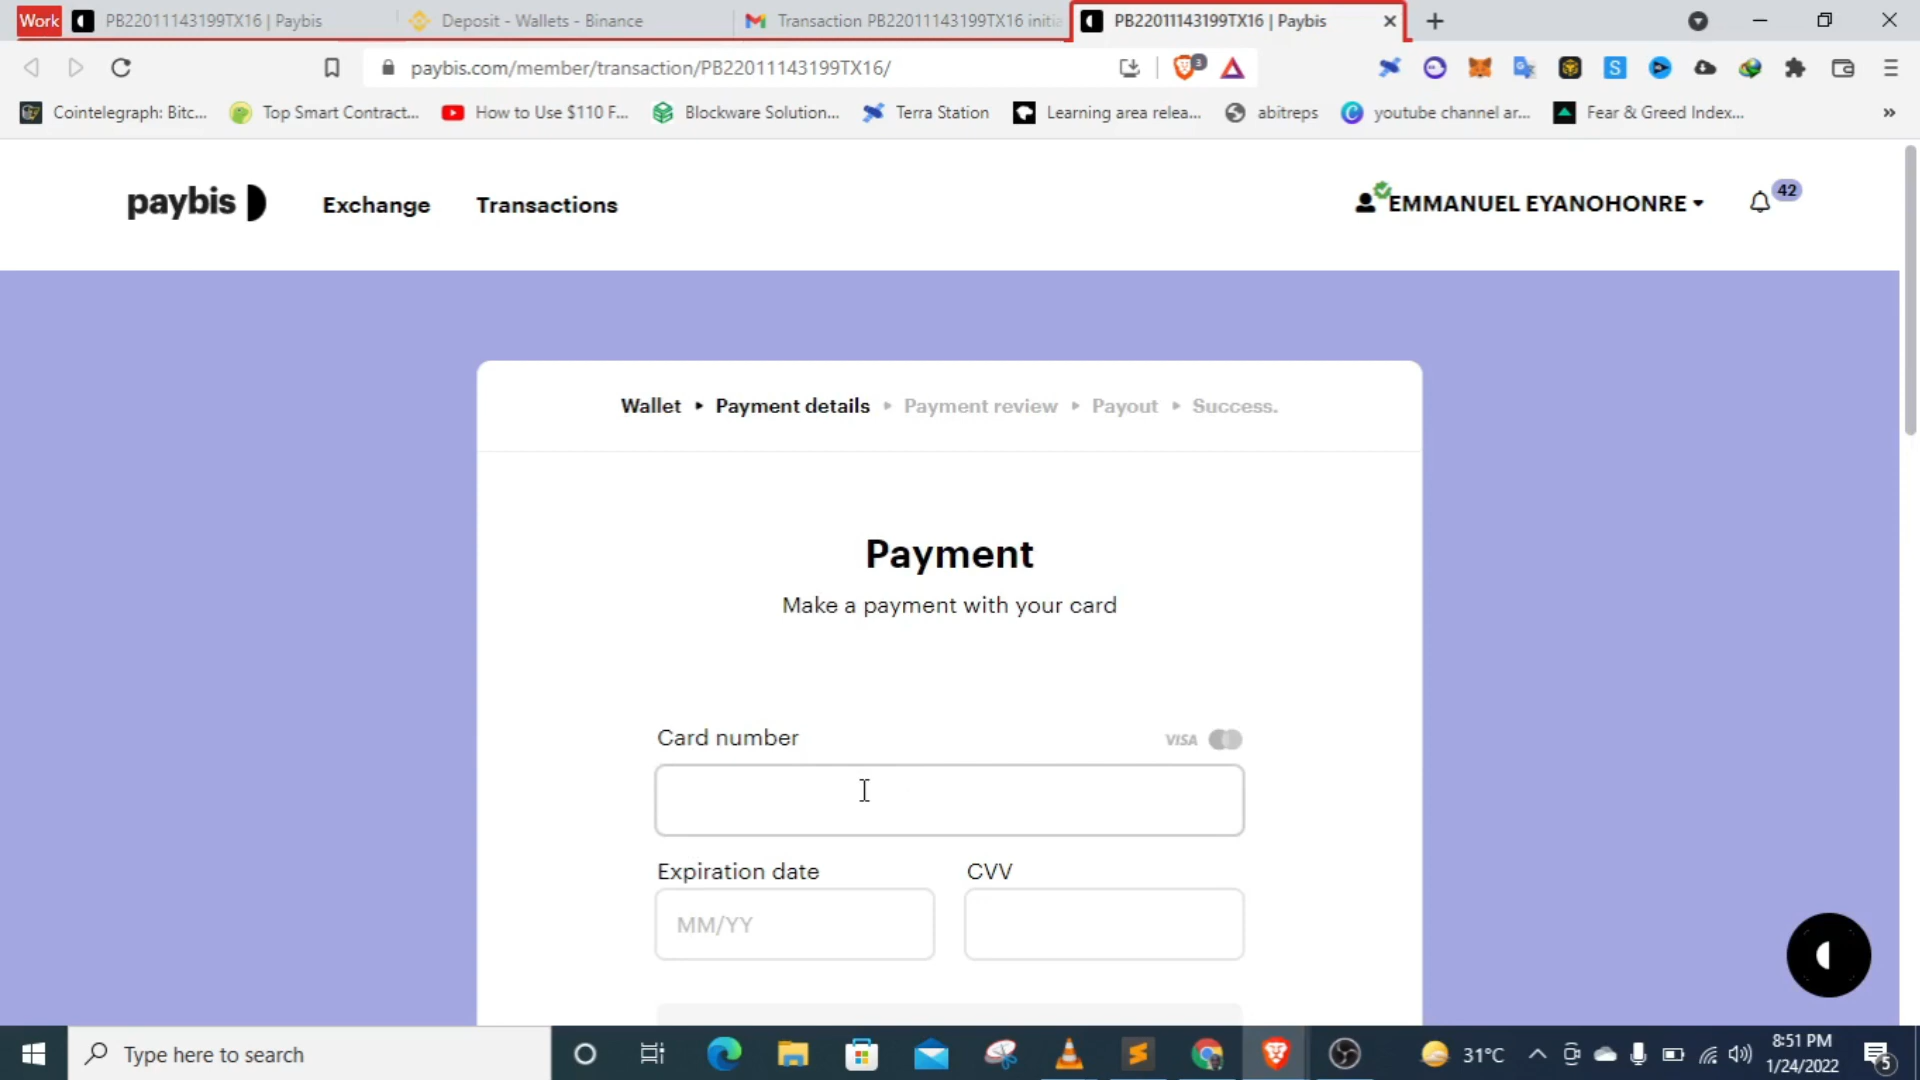 Work
PB22011143199TX16 | Paybis
Deposit - Wallets - Binance
Transaction PB22011143199TX16 initia
PB22011143199TX16 | Paybis
paybis.com/member/transaction/PB22011143199TX16/
3
Cointelegraph: Bitc...
Top Smart Contract...
How to Use $110 F...
Blockware Solution...
Terra Station
Learning area relea...
abitreps
youtube channel ar...
Fear & Greed Index...
»
paybis
Exchange
Transactions
EMMANUEL EYANOHONRE
42
Wallet
Payment details
Payment review
Payout
Success.
Payment
Make a payment with your card
Card number
VISA
Expiration date
CVV
MM/YY
Type here to search
31°C
8:51 PM
1/24/2022
5